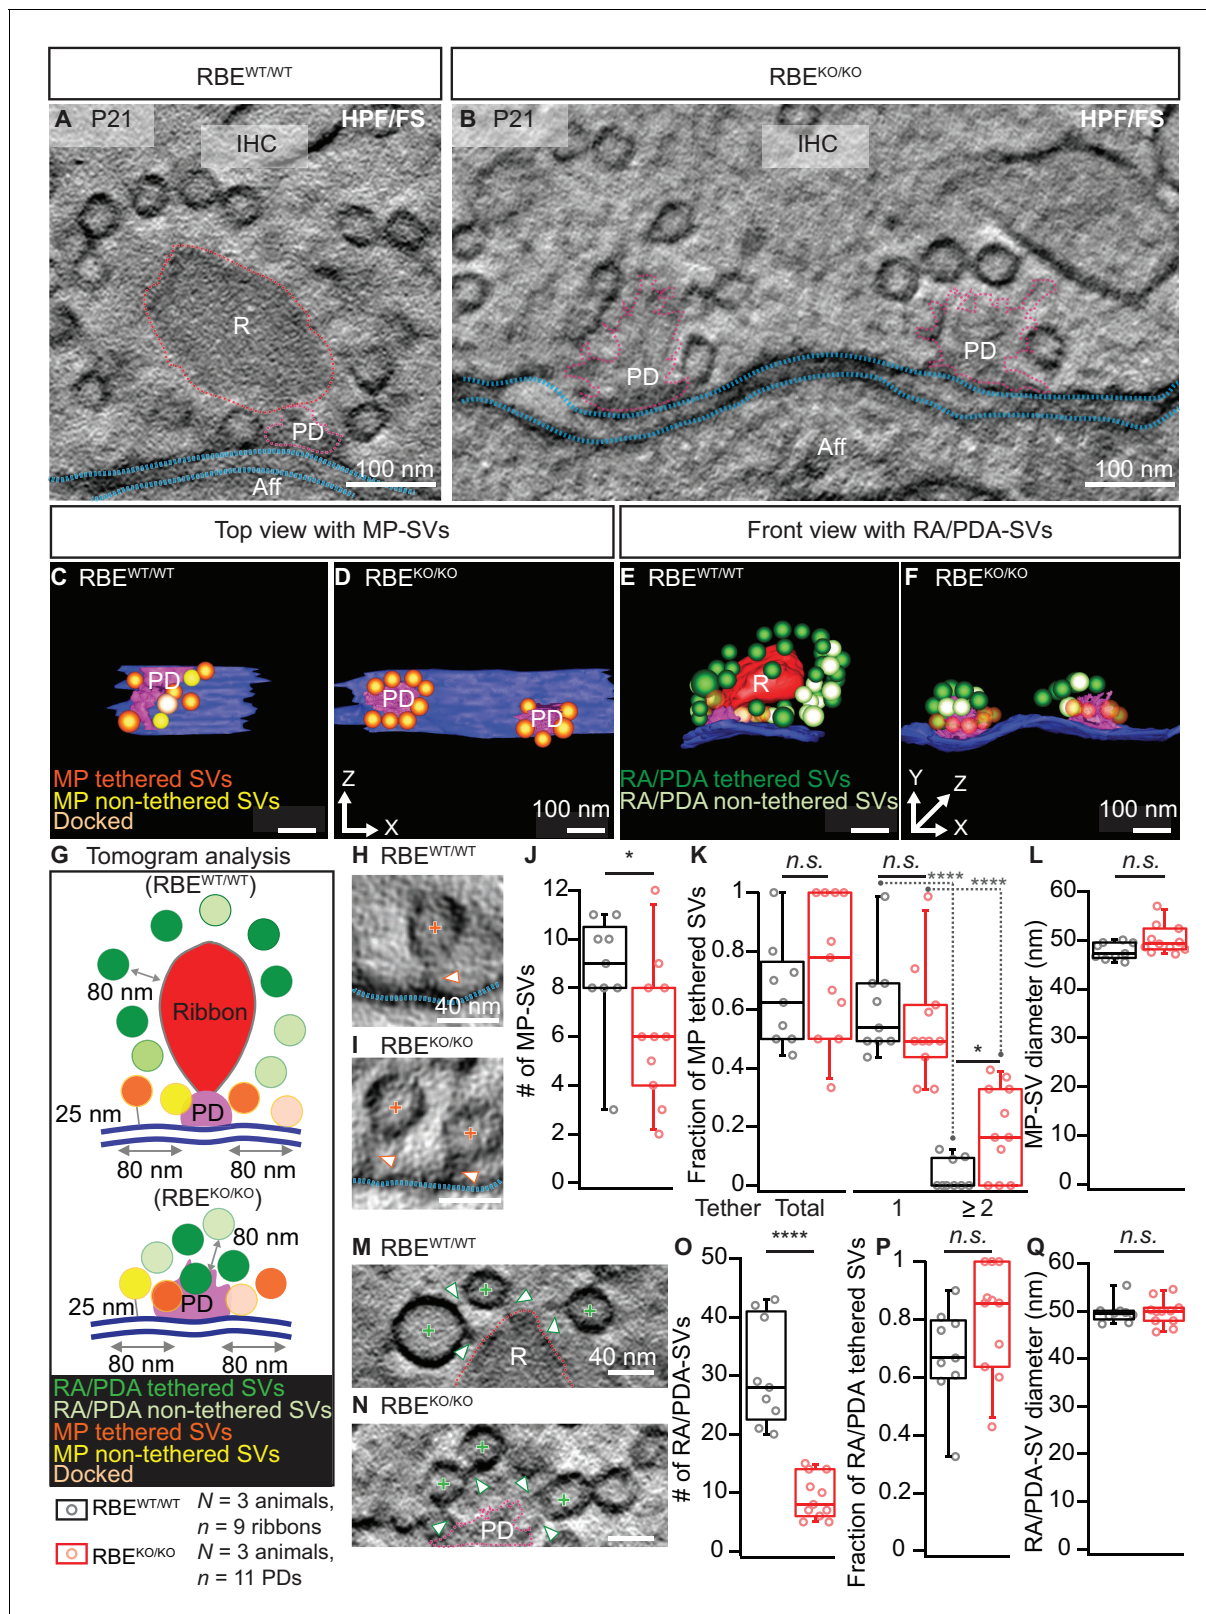 RBE^WT/WT
RBE^KO/KO
A P21
HPF/FS
IHC
R
PD
Aff
100 nm
B P21
HPF/FS
IHC
PD
PD
Aff
100 nm
Top view with MP-SVs
Front view with RA/PDA-SVs
C RBE^WT/WT
PD
MP tethered SVs
MP non-tethered SVs
Docked
D RBE^KO/KO
PD
PD
Z
X
100 nm
E RBE^WT/WT
R
RA/PDA tethered SVs
RA/PDA non-tethered SVs
F RBE^KO/KO
Y
Z
X
100 nm
G Tomogram analysis
(RBE^WT/WT)
80 nm
Ribbon
PD
25 nm
80 nm 80 nm
(RBE^KO/KO)
80 nm
PD
25 nm
80 nm 80 nm
RA/PDA tethered SVs
RA/PDA non-tethered SVs
MP tethered SVs
MP non-tethered SVs
Docked
RBE^WT/WT N = 3 animals,
n = 9 ribbons
RBE^KO/KO N = 3 animals,
n = 11 PDs
H RBE^WT/WT
40 nm
I RBE^KO/KO
J
*
# of MP-SVs
12
10
8
6
4
2
0
K
n.s.
n.s.
****
****
*
Fraction of MP tethered SVs
1
0.8
0.6
0.4
0.2
0
Tether Total 1 ≥ 2
L
n.s.
MP-SV diameter (nm)
60
50
40
30
20
10
0
M RBE^WT/WT
R
40 nm
N RBE^KO/KO
PD
O
****
# of RA/PDA-SVs
50
40
30
20
10
0
P
n.s.
Fraction of RA/PDA tethered SVs
1
0.8
0.6
0.4
0.2
0
Q
n.s.
RA/PDA-SV diameter (nm)
60
50
40
30
20
10
0